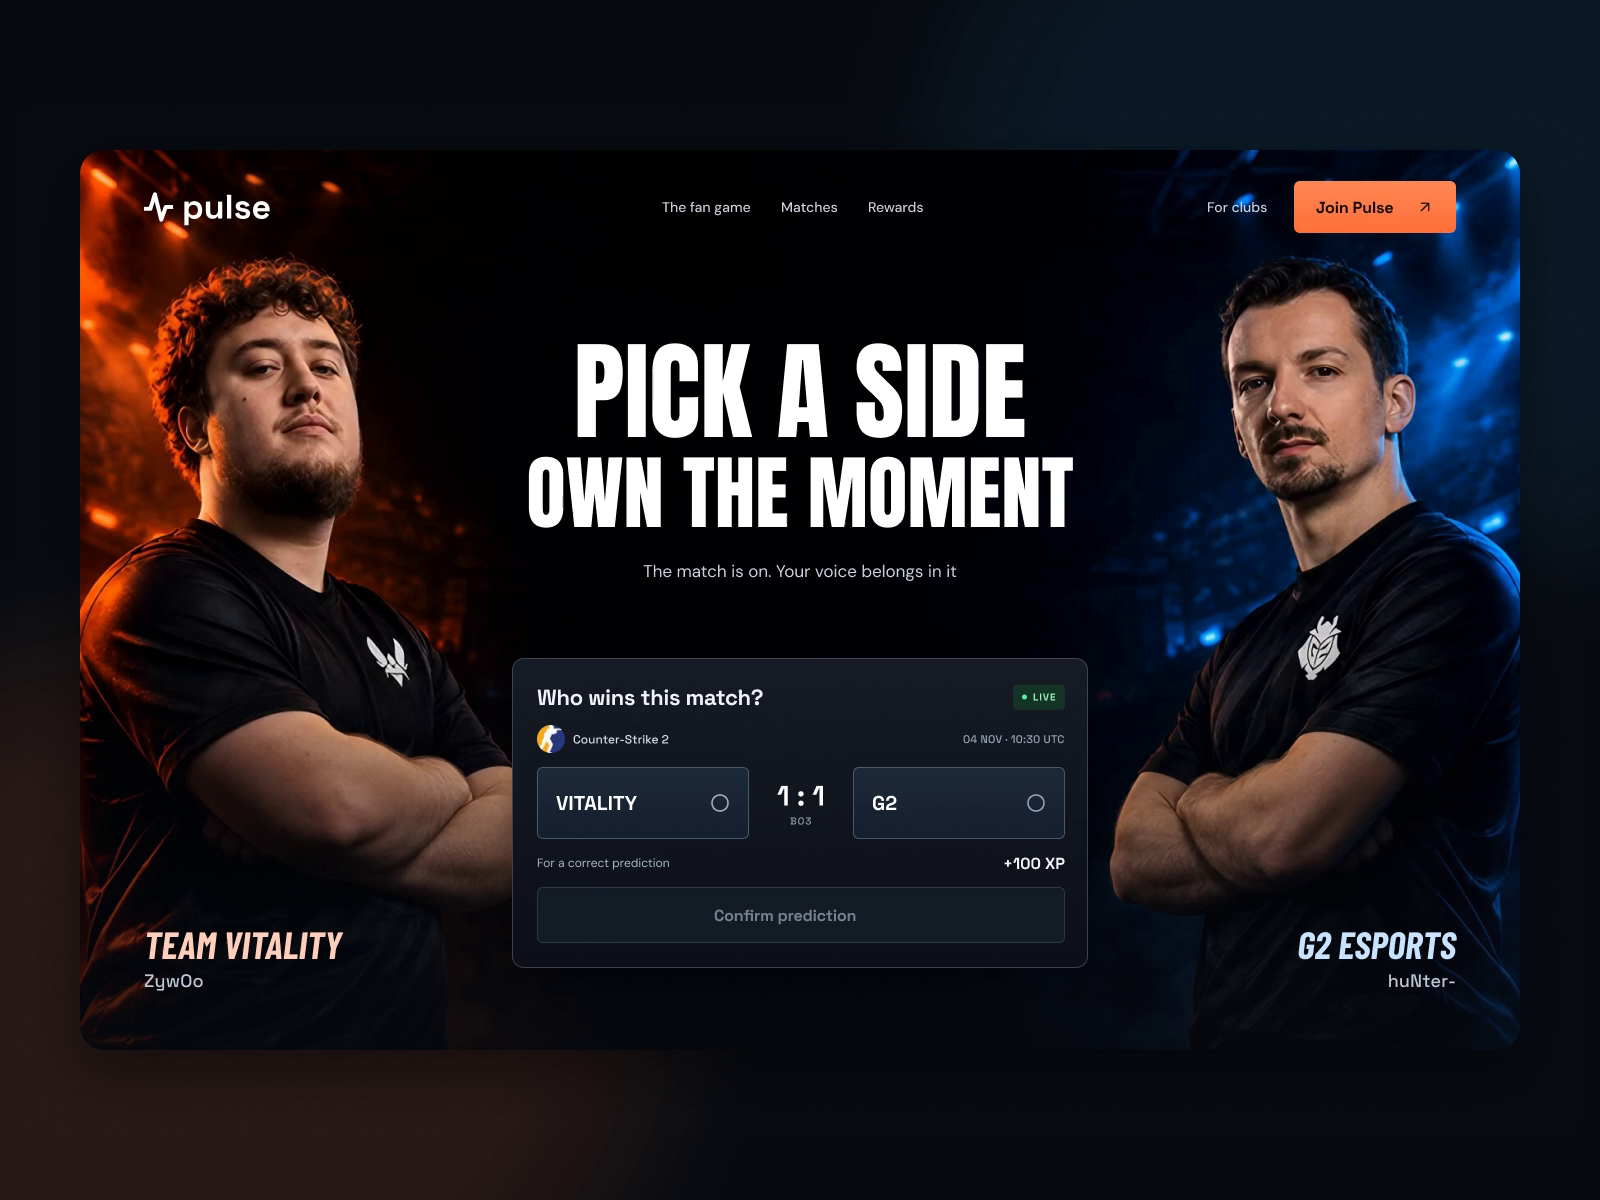 pulse
The fan game
Matches
Rewards
For clubs
Join Pulse
PICK A SIDE
OWN THE MOMENT
The match is on. Your voice belongs in it
Who wins this match?
LIVE
Counter-Strike 2
04 NOV · 10:30 UTC
VITALITY
1 : 1
BO3
G2
For a correct prediction
+100 XP
Confirm prediction
TEAM VITALITY
ZywOo
G2 ESPORTS
huNter-